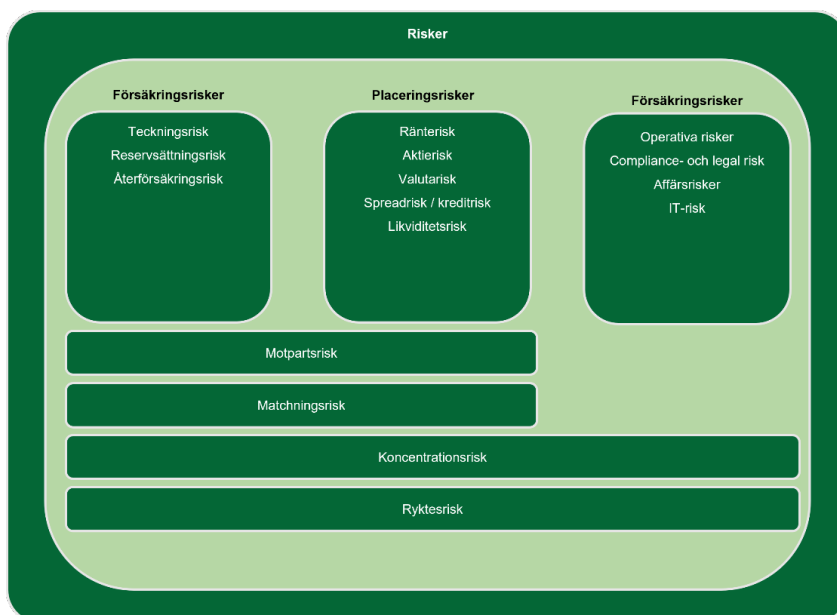 Risker
Försäkringsrisker
Teckningsrisk
Reservsättningsrisk
Återförsäkringsrisk
Placeringsrisker
Ränterisk
Aktierisk
Valutarisk
Spreadrisk / kreditrisk
Likviditetsrisk
Försäkringsrisker
Operativa risker
Compliance- och legal risk
Affärsrisker
IT-risk
Motpartsrisk
Matchningsrisk
Koncentrationsrisk
Ryktesrisk